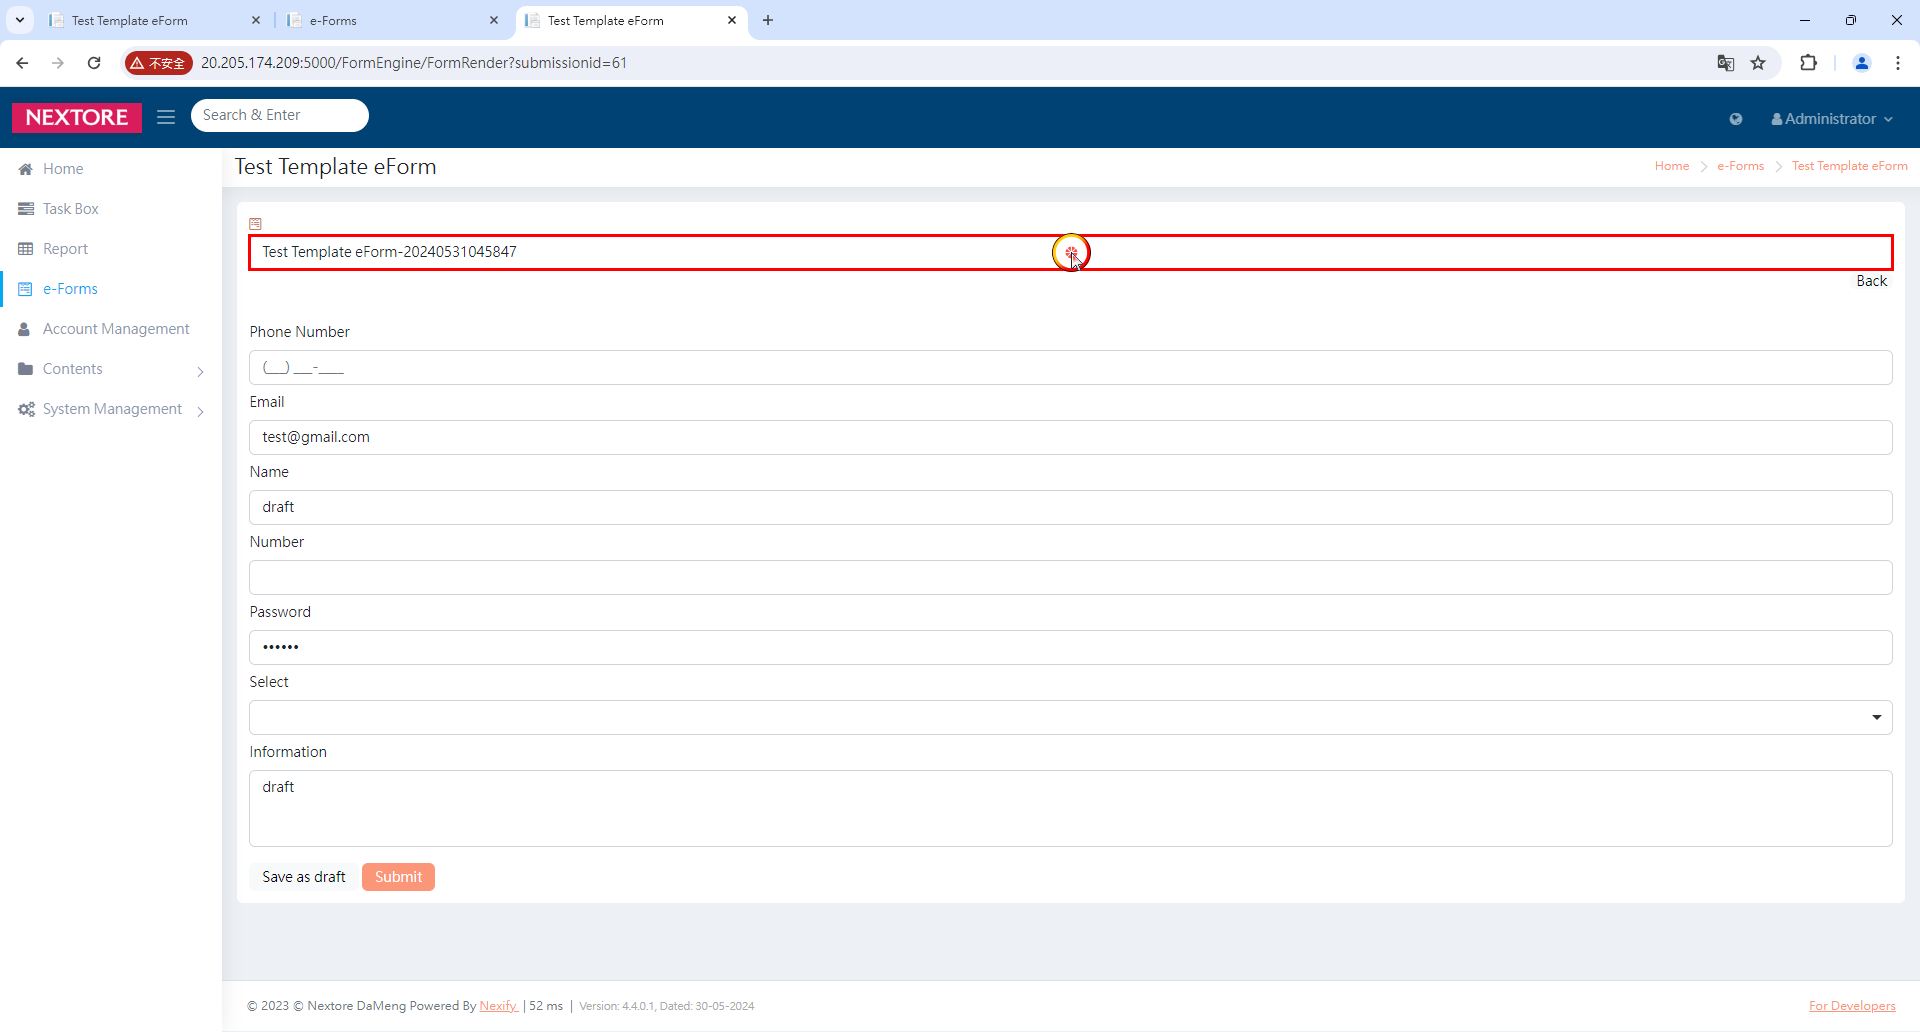 Test Template eForm
e-Forms
Test Template eForm
不安全
20.205.174.209:5000/FormEngine/FormRender?submissionid=61
NEXTORE
Search & Enter
Administrator
Home
Task Box
Report
e-Forms
Account Management
Contents
System Management
Test Template eForm
Home
e-Forms
Test Template eForm
Test Template eForm-20240531045847
Back
Phone Number
(___) ___-____
Email
test@gmail.com
Name
draft
Number
Password
••••••
Select
Information
draft
Save as draft
Submit
© 2023 © Nextore DaMeng Powered By Nexify | 52 ms | Version: 4.4.0.1, Dated: 30-05-2024
For Developers